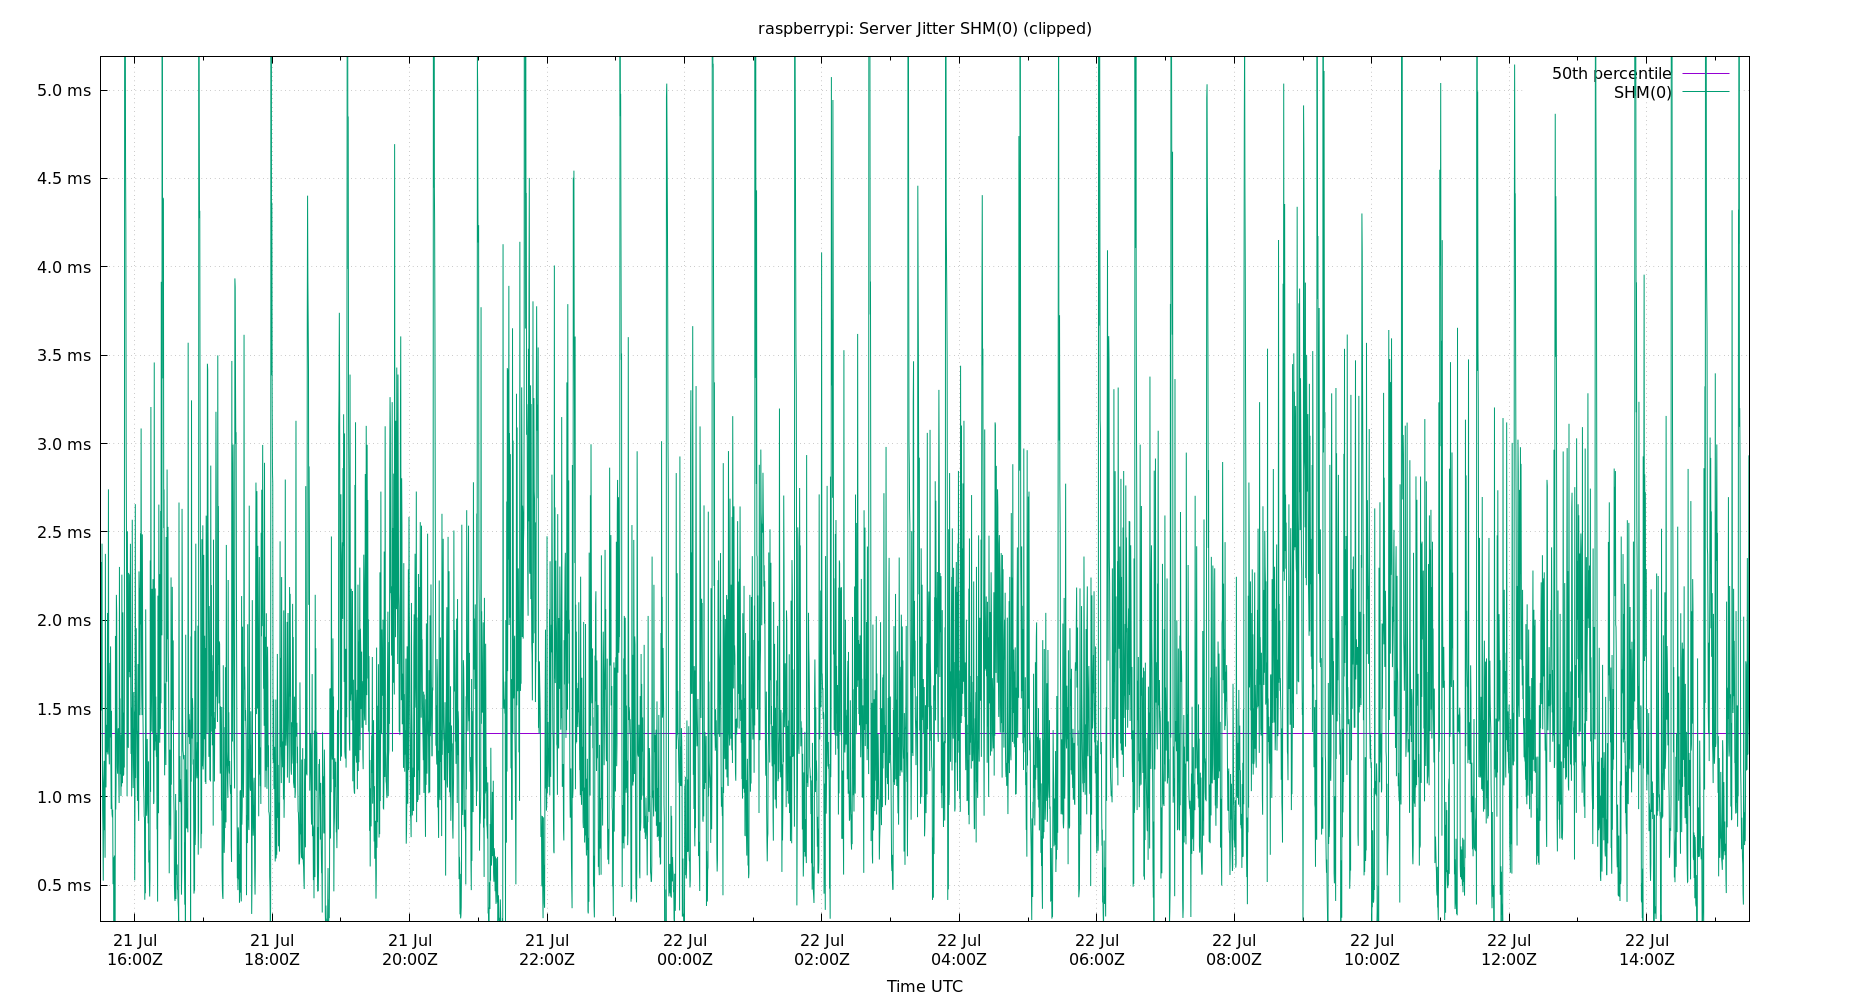 raspberrypi: Server Jitter SHM(0) (clipped)
50th percentile
SHM(0)
5.0 ms
4.5 ms
4.0 ms
3.5 ms
3.0 ms
2.5 ms
2.0 ms
1.5 ms
1.0 ms
0.5 ms
21 Jul 21 Jul 21 Jul 21 Jul 22 Jul 22 Jul 22 Jul 22 Jul 22 Jul 22 Jul 22 Jul 22 Jul
16:00Z 18:00Z 20:00Z 22:00Z 00:00Z 02:00Z 04:00Z 06:00Z 08:00Z 10:00Z 12:00Z 14:00Z
Time UTC